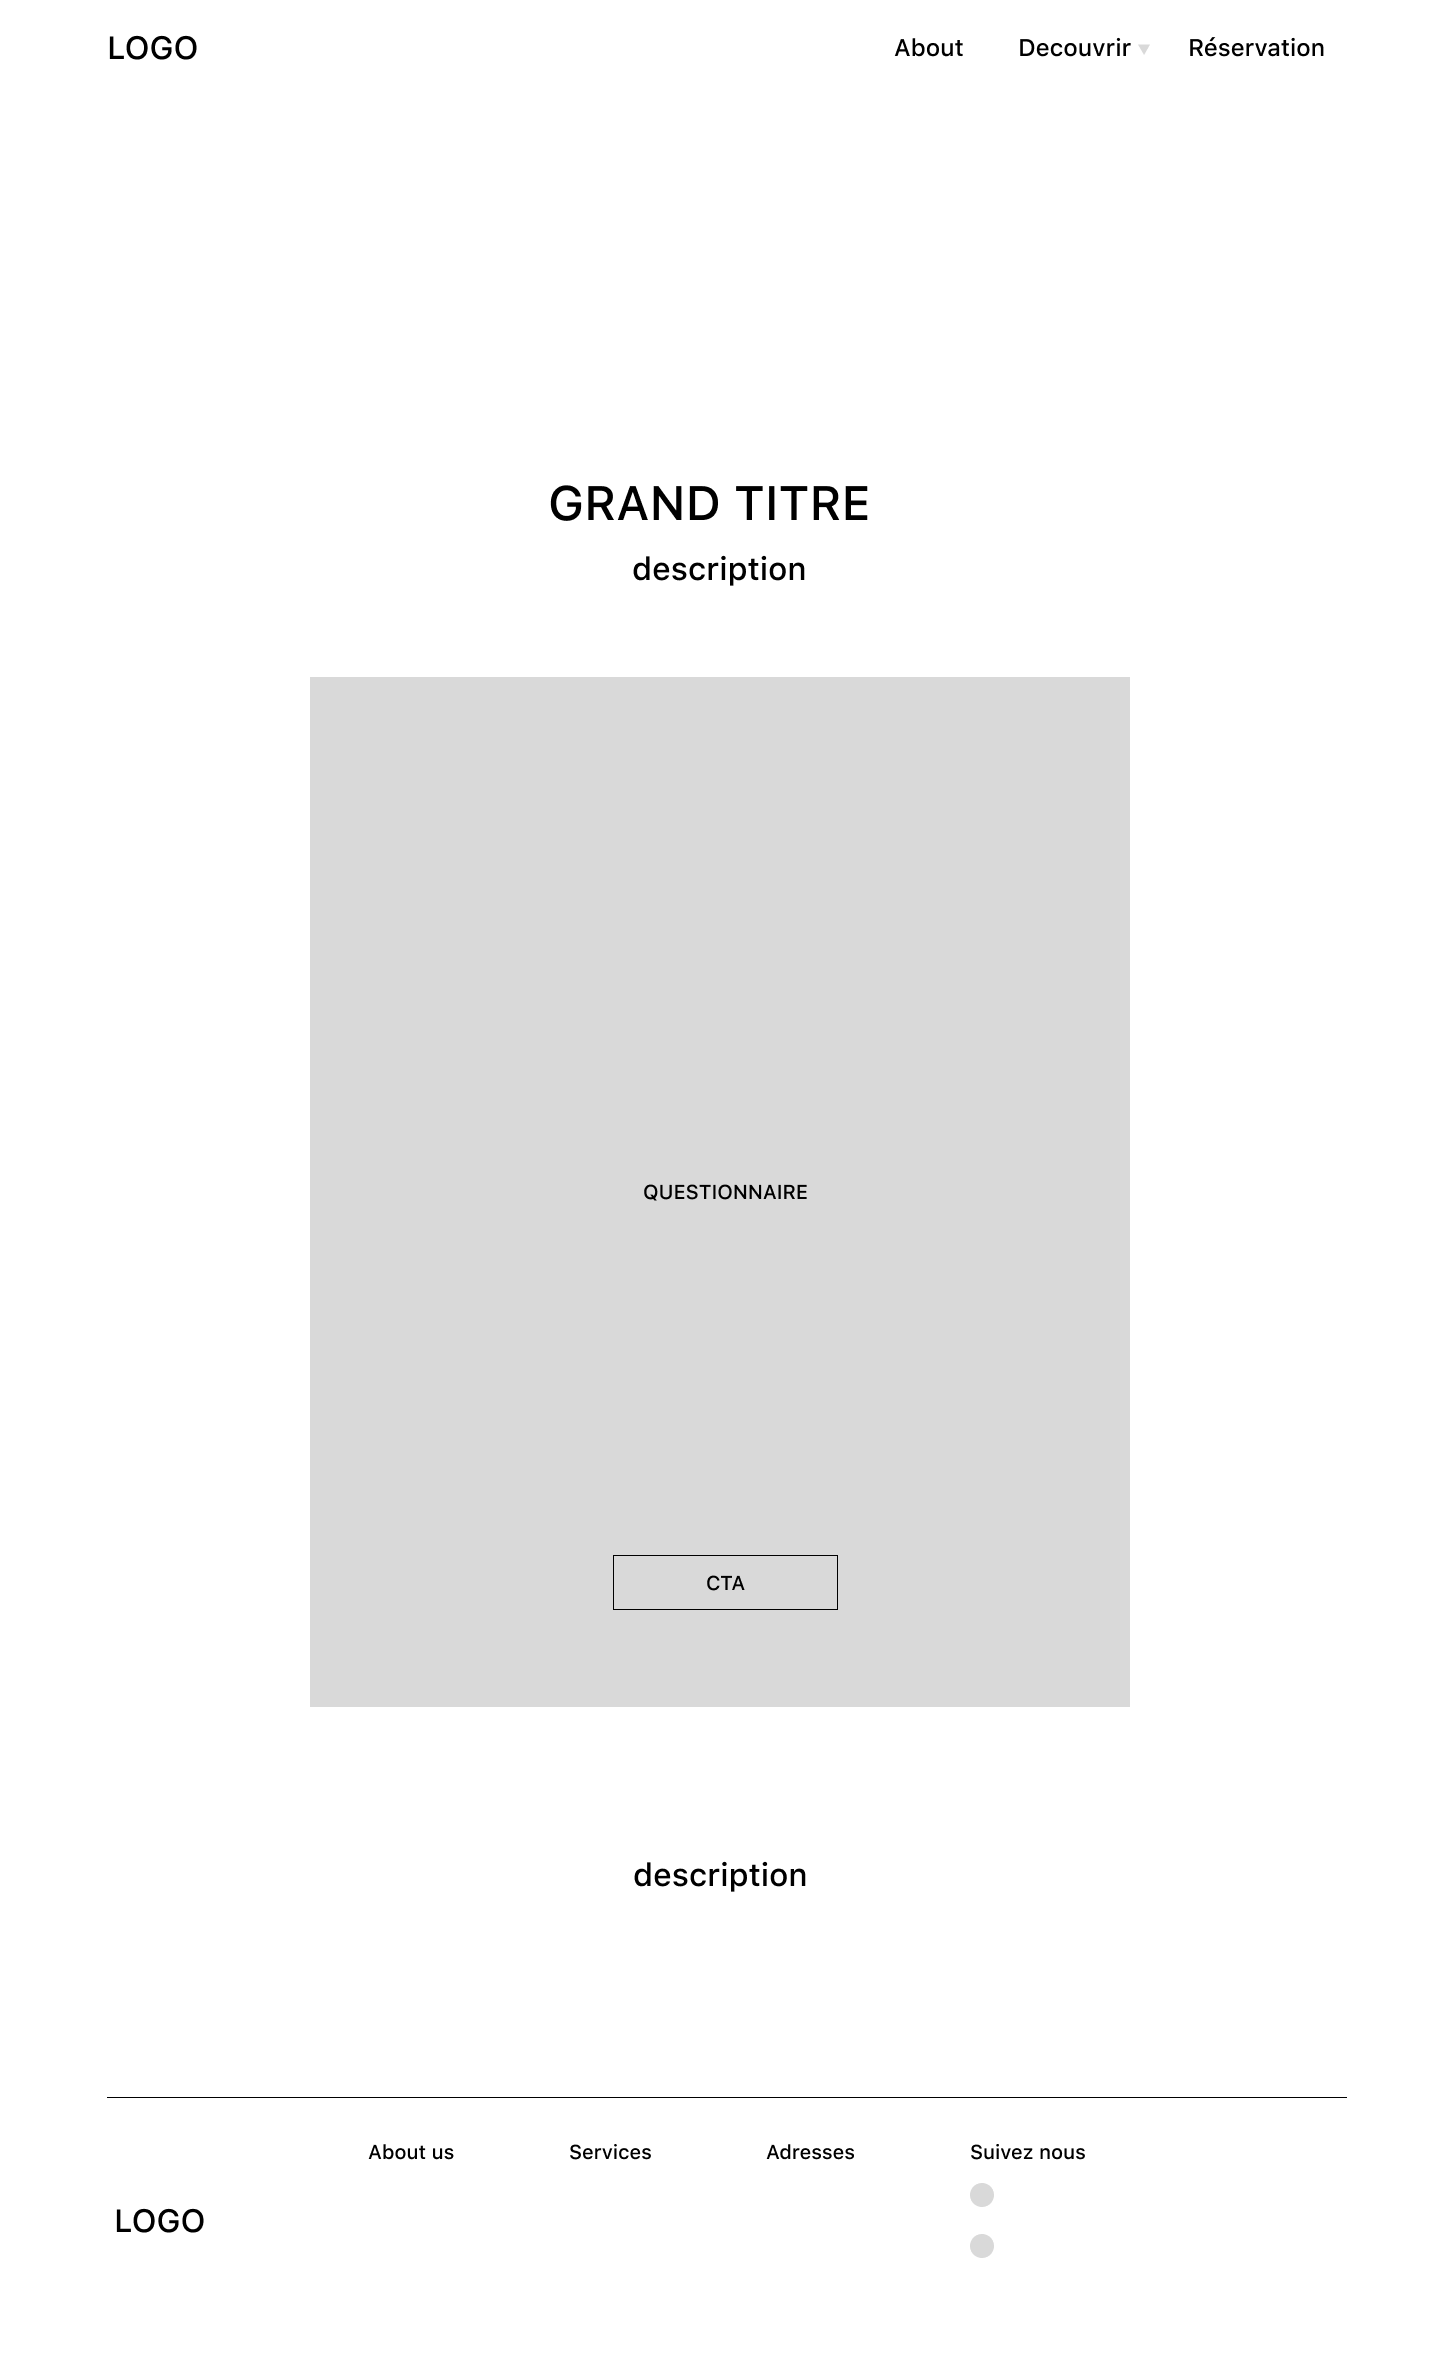 LOGO About Decouvrir Réservation
GRAND TITRE
description
QUESTIONNAIRE
CTA
description
About us Services Adresses Suivez nous
LOGO